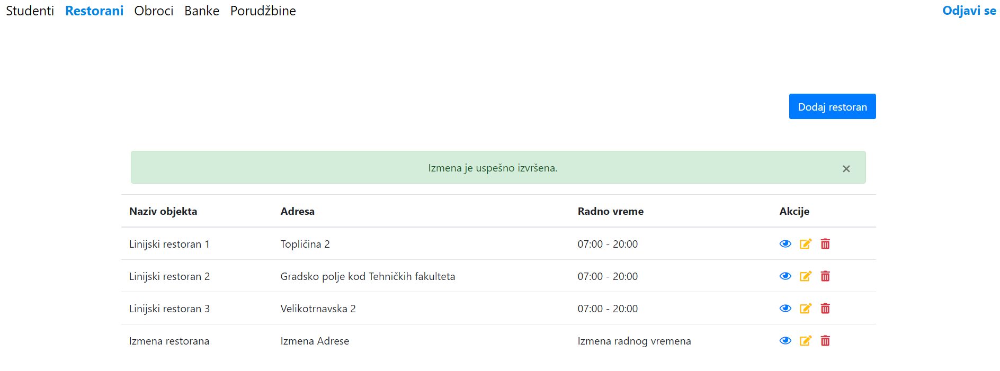 Studenti Restorani Obroci Banke Porudžbine Odjavi se
Dodaj restoran
Izmena je uspešno izvršena. ×
Naziv objekta Adresa Radno vreme Akcije
Linijski restoran 1 Topličina 2 07:00 - 20:00
Linijski restoran 2 Gradsko polje kod Tehničkih fakulteta 07:00 - 20:00
Linijski restoran 3 Velikotrnavska 2 07:00 - 20:00
Izmena restorana Izmena Adrese Izmena radnog vremena